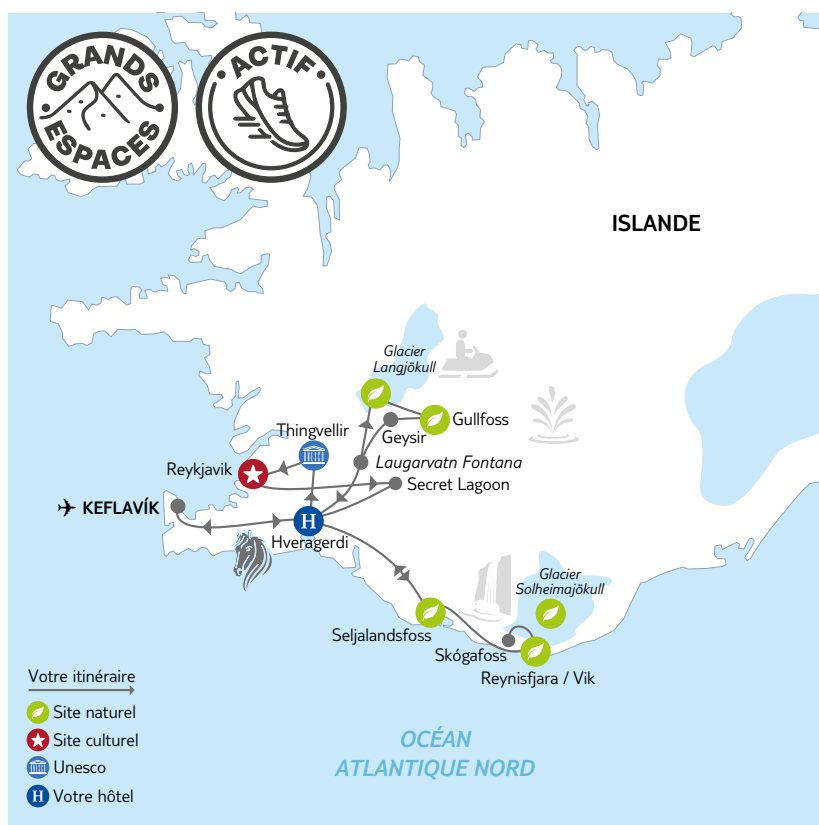 GRANDS
ESPACES
ACTIF
ISLANDE
Glacier
Langjökull
Gullfoss
Geysir
Thingvellir
UNESCO
Laugarvatn Fontana
Reykjavik
Secret Lagoon
KEFLAVÍK
H
Hveragerdi
Glacier
Solheimajökull
Seljalandsfoss
Skógafoss
Reynisfjara / Vik
Votre itinéraire
Site naturel
Site culturel
Unesco
H Votre hôtel
OCÉAN
ATLANTIQUE NORD